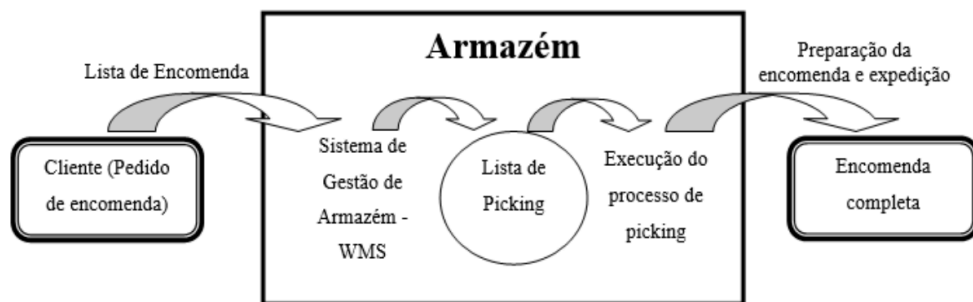 Armazém
Lista de Encomenda
Preparação da
encomenda e expedição
Cliente (Pedido
de encomenda)
Sistema de
Gestão de
Armazém -
WMS
Lista de
Picking
Execução do
processo de
picking
Encomenda
completa